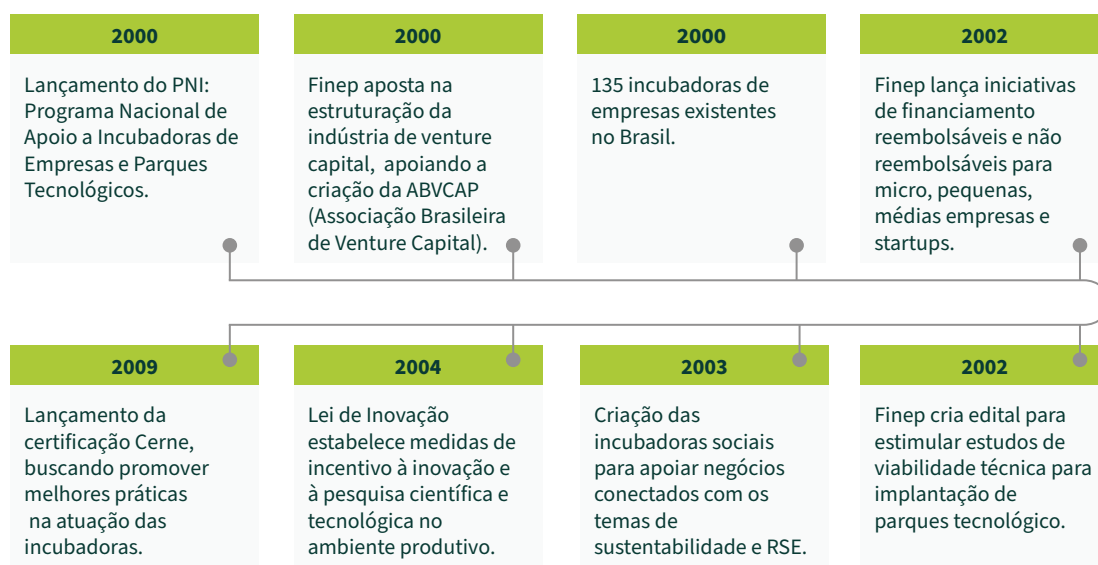 2000
Lançamento do PNI:
Programa Nacional de
Apoio a Incubadoras de
Empresas e Parques
Tecnológicos.
2000
Finep aposta na
estruturação da
indústria de venture
capital, apoiando a
criação da ABVCAP
(Associação Brasileira
de Venture Capital).
2000
135 incubadoras de
empresas existentes
no Brasil.
2002
Finep lança iniciativas
de financiamento
reembolsáveis e não
reembolsáveis para
micro, pequenas,
médias empresas e
startups.
2009
Lançamento da
certificação Cerne,
buscando promover
melhores práticas
na atuação das
incubadoras.
2004
Lei de Inovação
estabelece medidas de
incentivo à inovação e
à pesquisa científica e
tecnológica no
ambiente produtivo.
2003
Criação das
incubadoras sociais
para apoiar negócios
conectados com os
temas de
sustentabilidade e RSE.
2002
Finep cria edital para
estimular estudos de
viabilidade técnica para
implantação de
parques tecnológico.